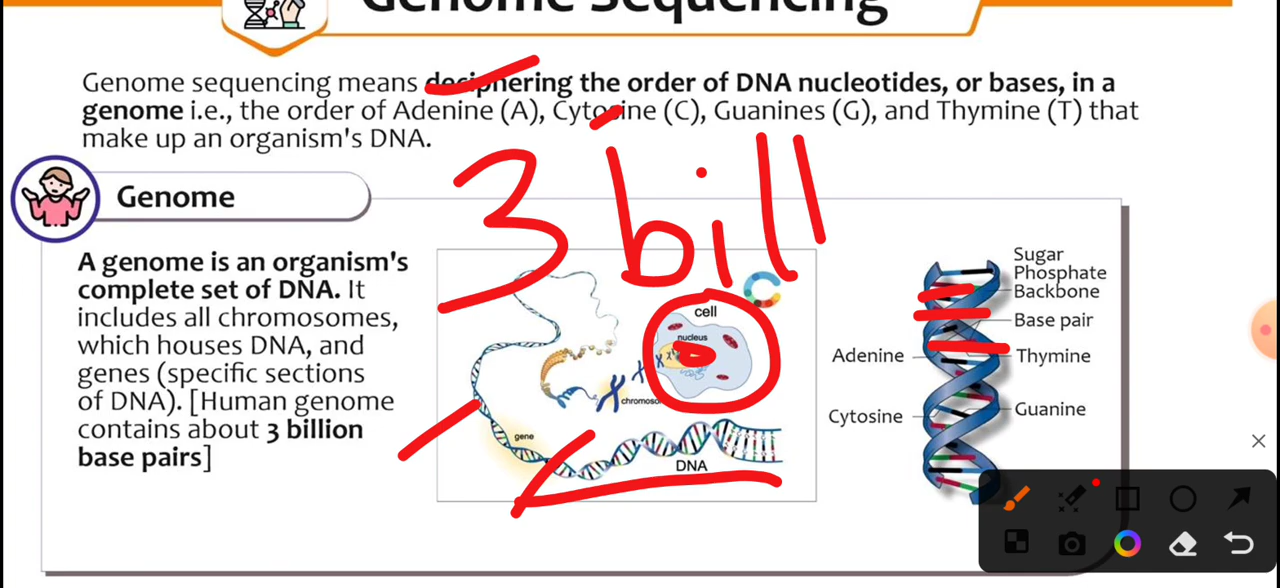 Genome Sequencing
Genome sequencing means deciphering the order of DNA nucleotides, or bases, in a
genome i.e., the order of Adenine (A), Cytosine (C), Guanines (G), and Thymine (T) that
make up an organism's DNA.
3 bill
Genome
A genome is an organism's
complete set of DNA. It
includes all chromosomes,
which houses DNA, and
genes (specific sections
of DNA). [Human genome
contains about 3 billion
base pairs]
cell
nucleus
chromoso
gene
DNA
Sugar
Phosphate
Backbone
Base pair
Adenine
Thymine
Cytosine
Guanine